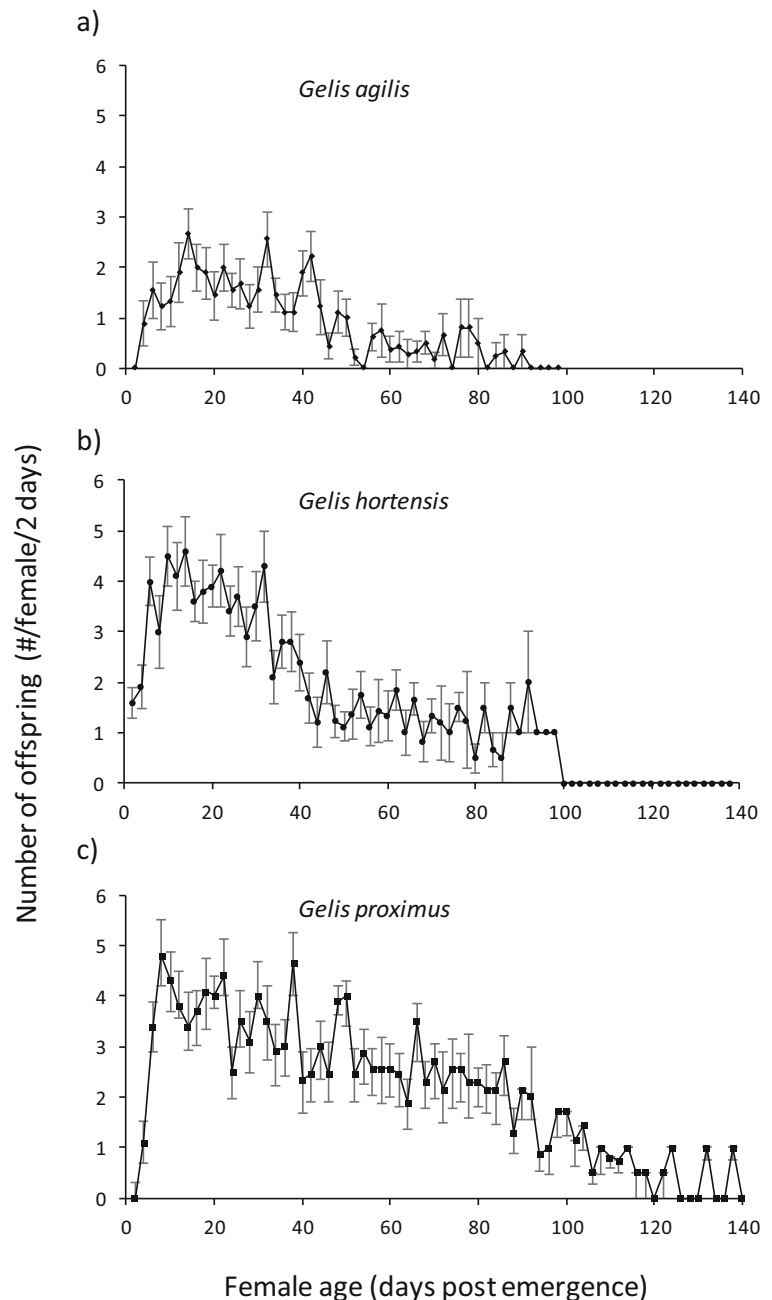 a)
Gelis agilis
6
5
4
3
2
1
0
0 20 40 60 80 100 120 140
b)
Gelis hortensis
6
5
4
3
2
1
0
0 20 40 60 80 100 120 140
c)
Gelis proximus
6
5
4
3
2
1
0
0 20 40 60 80 100 120 140
Number of offspring (#/female/2 days)
Female age (days post emergence)